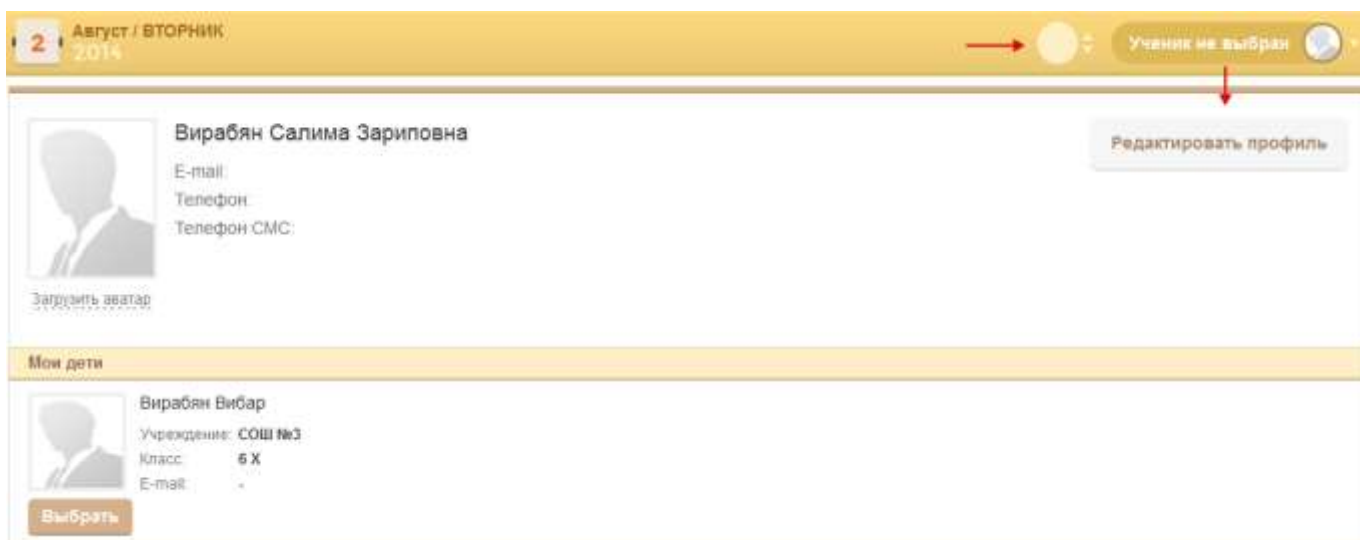 2
Август / ВТОРНИК
2014
Ученик не выбран
Вирабян Салима Зариповна
Редактировать профиль
E-mail:
Телефон:
Телефон СМС:
Загрузить аватар
Мои дети
Вирабян Вибар
Учреждение: СОШ №3
Класс: 6 Х
E-mail: -
Выбрать